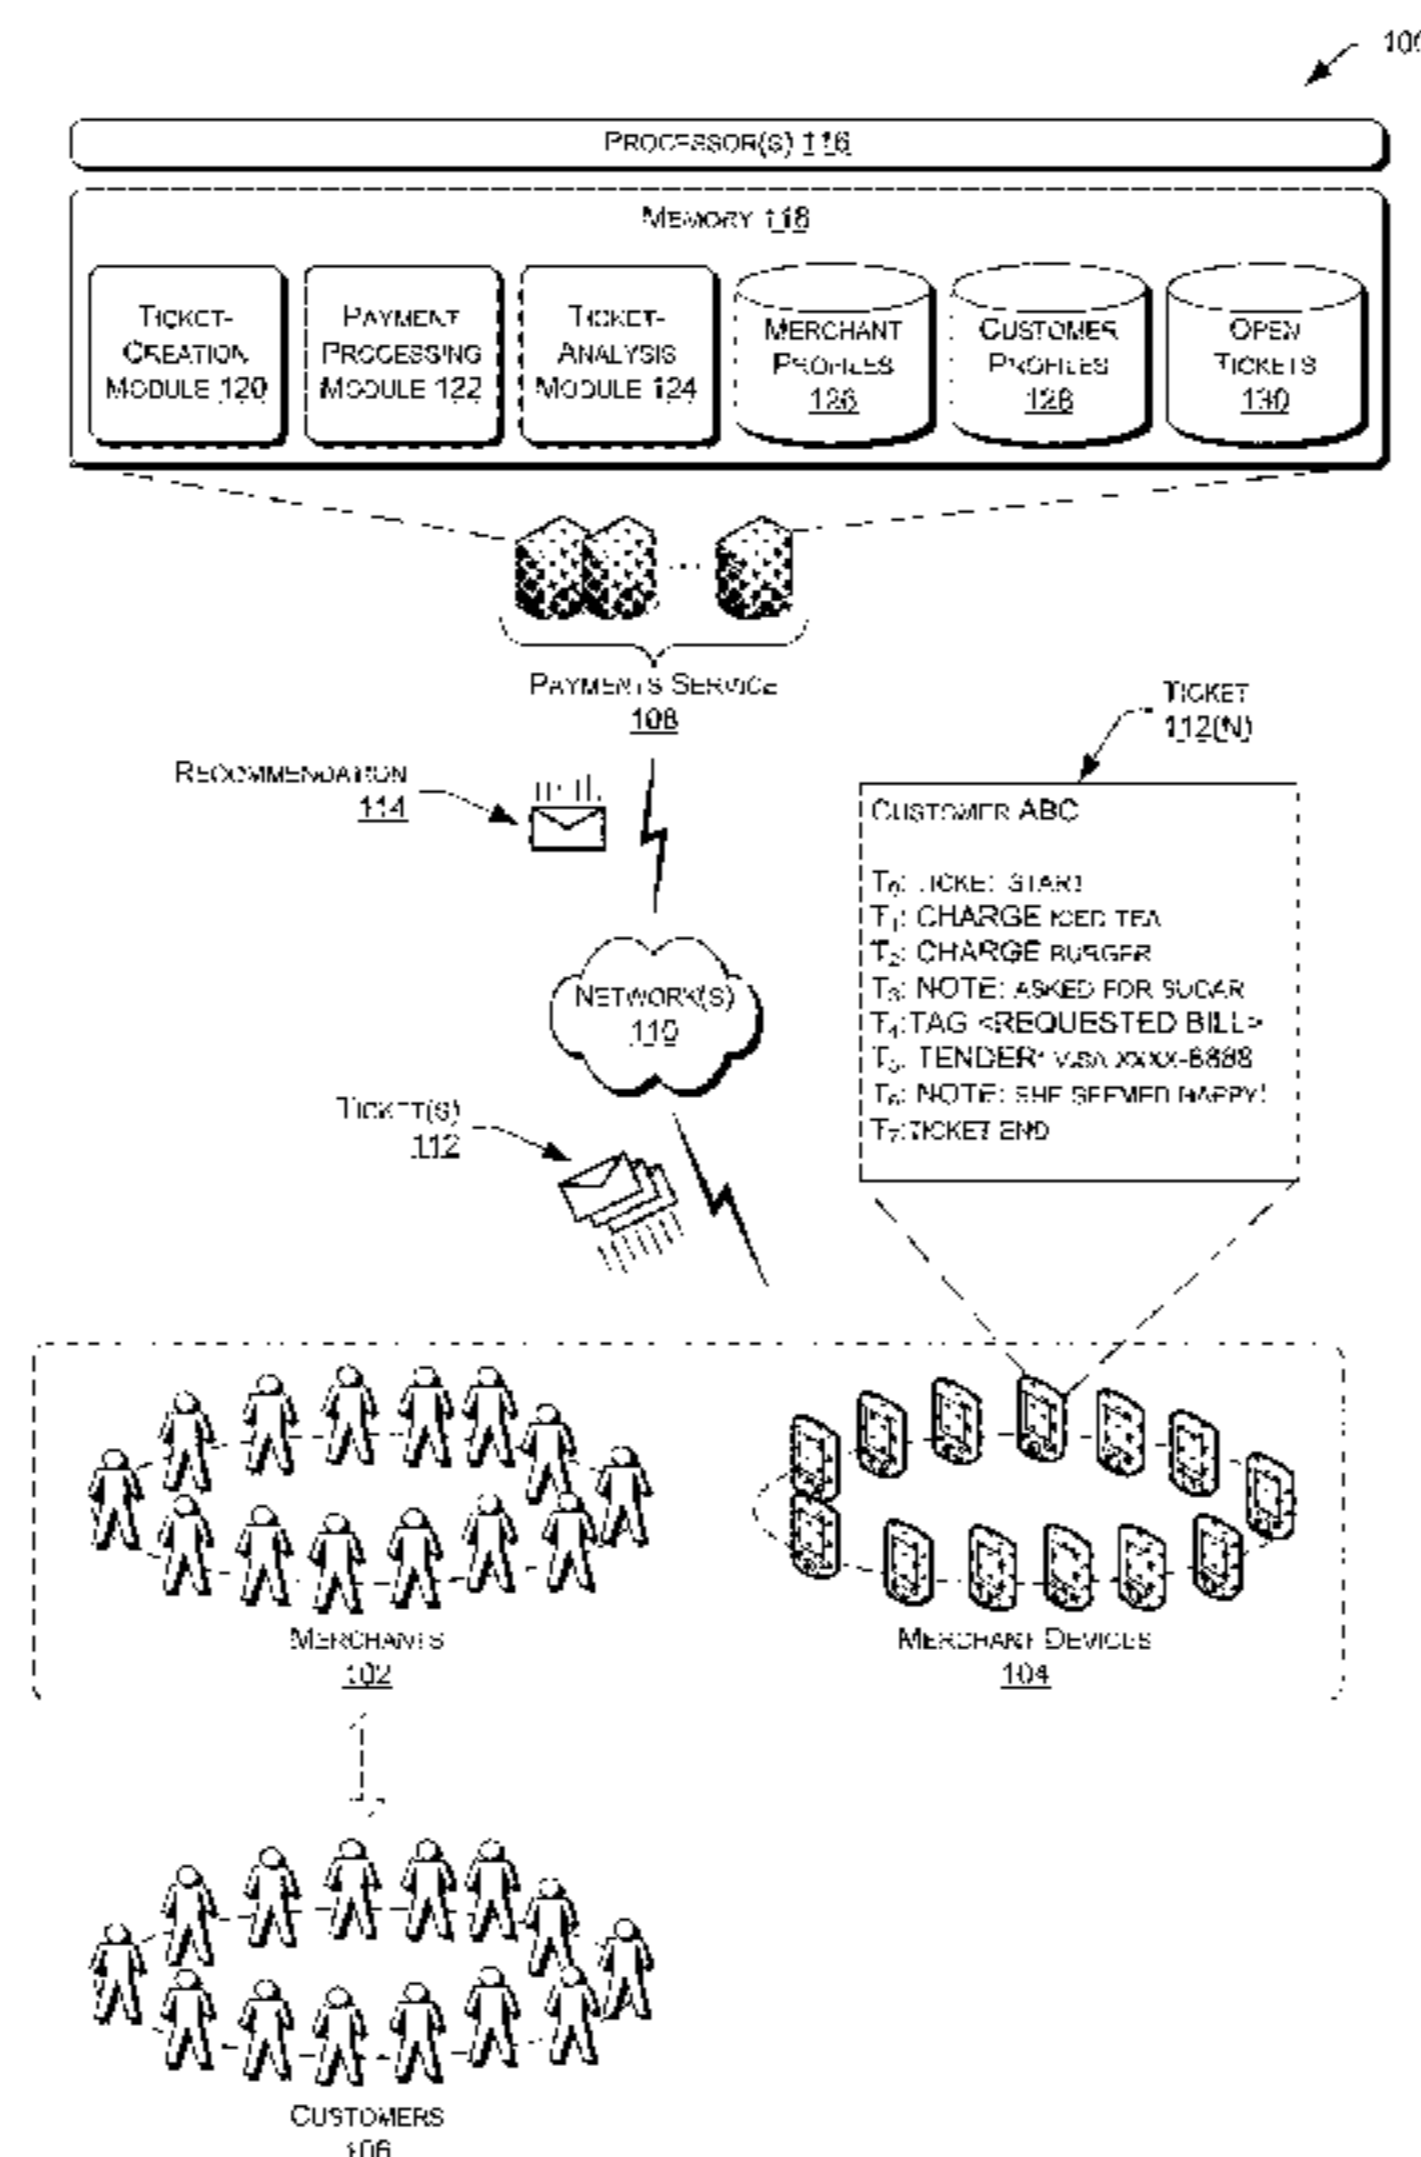 PROCESSOR(S) 116
MEMORY 118
TICKET-
CREATION
MODULE 120
PAYMENT
PROCESSING
MODULE 122
TICKET-
ANALYSIS
MODULE 124
MERCHANT
PROFILES
126
CUSTOMER
PROFILES
128
OPEN
TICKETS
130
PAYMENTS SERVICE
108
TICKET
112(N)
RECOMMENDATION
114
CUSTOMER ABC
T0: TICKET START
T1: CHARGE ICED TEA
T2: CHARGE BURGER
T3: NOTE: ASKED FOR SUGAR
T4:TAG <REQUESTED BILL>
T5: TENDER: VISA XXXX-8888
T6: NOTE: SHE SEEMED HAPPY!
T7:TICKET END
NETWORK(S)
110
TICKET(S)
112
MERCHANTS
102
MERCHANT DEVICES
104
CUSTOMERS
106